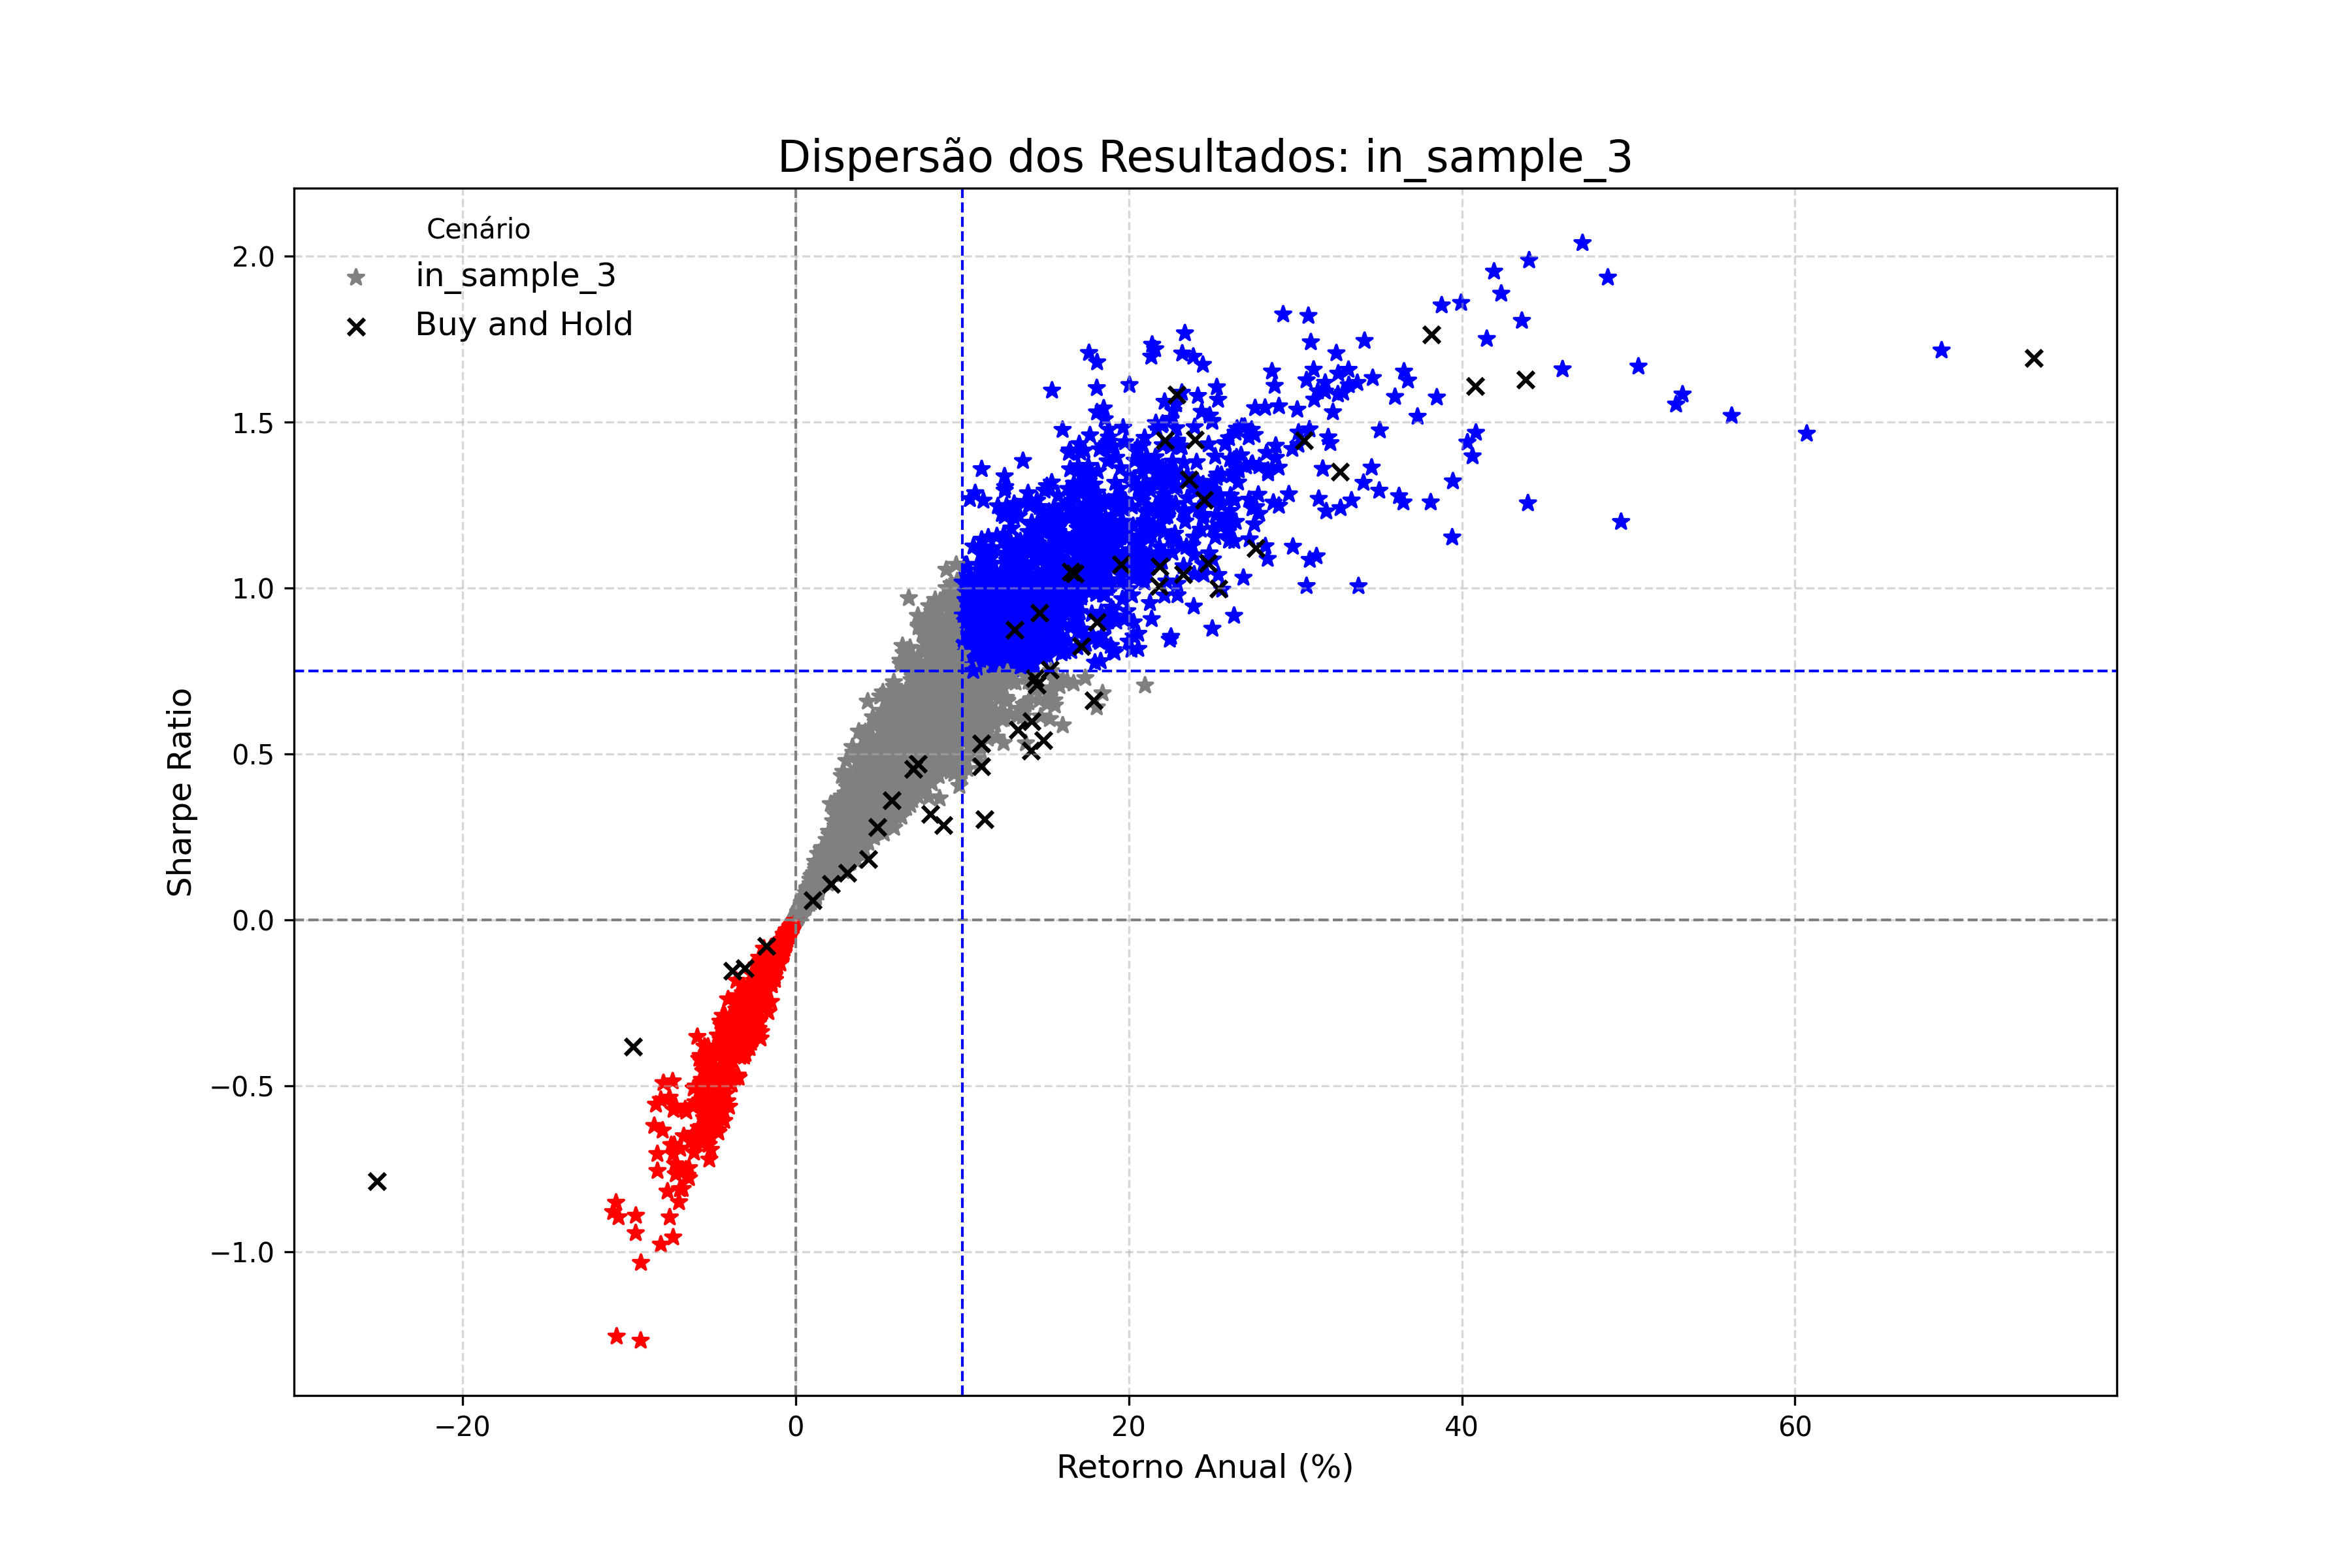 Dispersão dos Resultados: in_sample_3
Cenário
in_sample_3
Buy and Hold
Sharpe Ratio
2.0
1.5
1.0
0.5
0.0
−0.5
−1.0
−20
0
20
40
60
Retorno Anual (%)